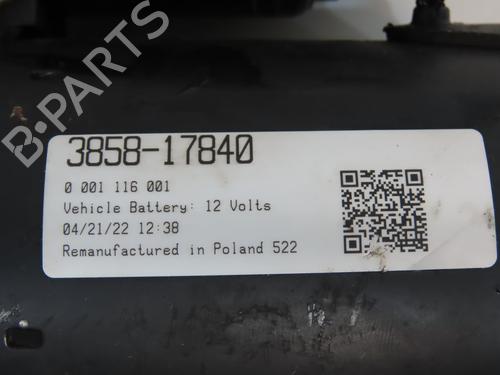 B-PARTS
3858-17840
0 001 116 001
Vehicle Battery: 12 Volts
04/21/22 12:38
Remanufactured in Poland 522